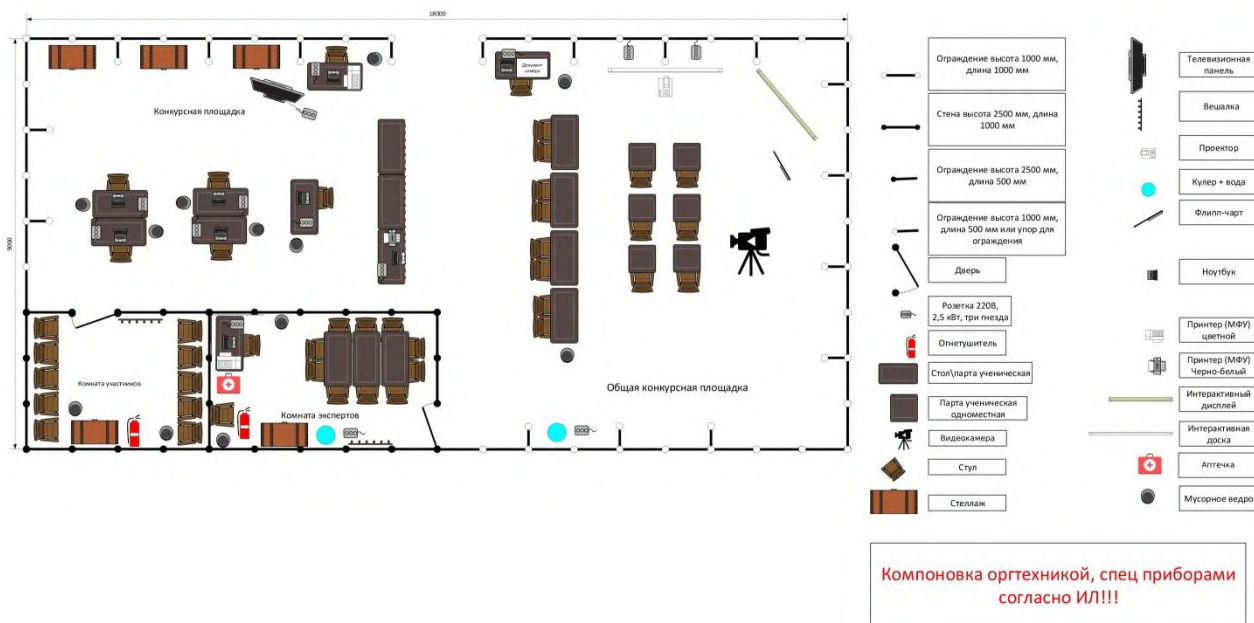 18000
9000
Документ
камера
Конкурсная площадка
Комната участников
Комната экспертов
Общая конкурсная площадка
Ограждение высота 1000 мм,
длина 1000 мм
Стена высота 2500 мм, длина
1000 мм
Ограждение высота 2500 мм,
длина 500 мм
Ограждение высота 1000 мм,
длина 500 мм или упор для
ограждения
Дверь
Розетка 220В,
2,5 кВт, три гнезда
Огнетушитель
Стол\парта ученическая
Парта ученическая
одноместная
Видеокамера
Стул
Стеллаж
Телевизионная
панель
Вешалка
Проектор
Кулер + вода
Флипп-чарт
Ноутбук
Принтер (МФУ)
цветной
Принтер (МФУ)
Черно-белый
Интерактивный
дисплей
Интерактивная
доска
Аптечка
Мусорное ведро
Компоновка оргтехникой, спец приборами
согласно ИЛ!!!